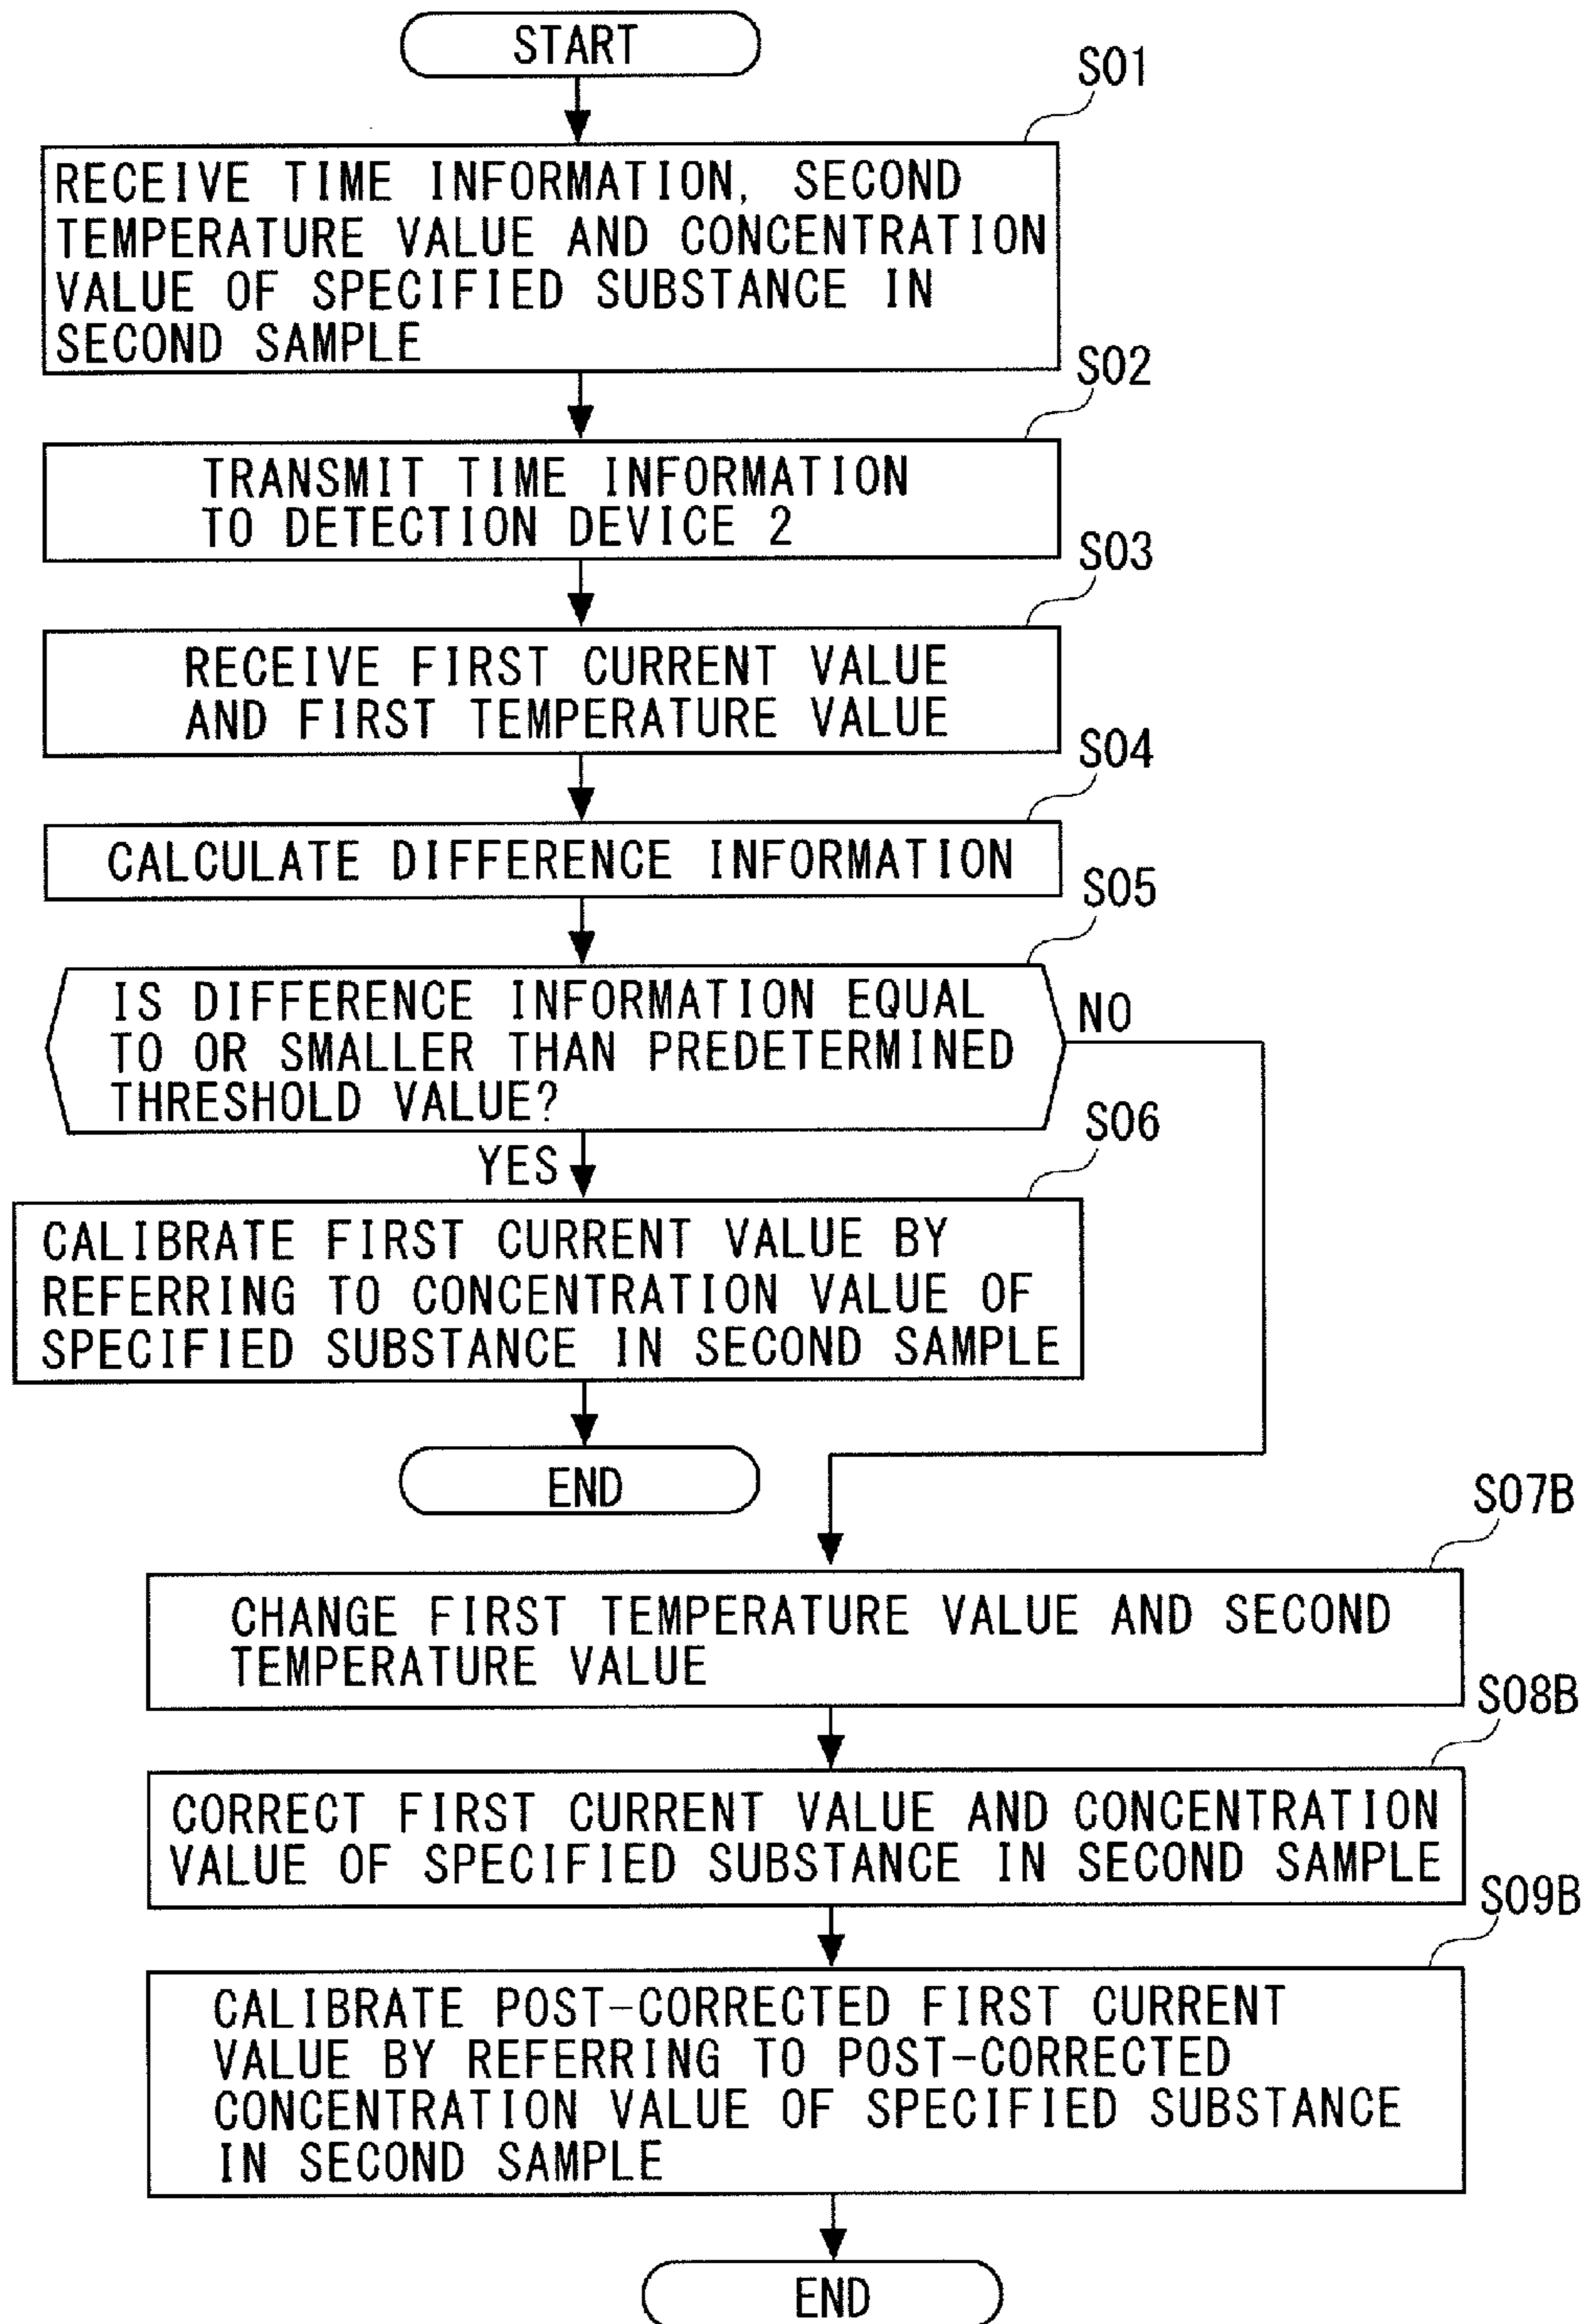 START
S01
RECEIVE TIME INFORMATION, SECOND
TEMPERATURE VALUE AND CONCENTRATION
VALUE OF SPECIFIED SUBSTANCE IN
SECOND SAMPLE
S02
TRANSMIT TIME INFORMATION
TO DETECTION DEVICE 2
S03
RECEIVE FIRST CURRENT VALUE
AND FIRST TEMPERATURE VALUE
S04
CALCULATE DIFFERENCE INFORMATION
S05
IS DIFFERENCE INFORMATION EQUAL
TO OR SMALLER THAN PREDETERMINED
THRESHOLD VALUE?
NO
YES
S06
CALIBRATE FIRST CURRENT VALUE BY
REFERRING TO CONCENTRATION VALUE OF
SPECIFIED SUBSTANCE IN SECOND SAMPLE
END
S07B
CHANGE FIRST TEMPERATURE VALUE AND SECOND
TEMPERATURE VALUE
S08B
CORRECT FIRST CURRENT VALUE AND CONCENTRATION
VALUE OF SPECIFIED SUBSTANCE IN SECOND SAMPLE
S09B
CALIBRATE POST-CORRECTED FIRST CURRENT
VALUE BY REFERRING TO POST-CORRECTED
CONCENTRATION VALUE OF SPECIFIED SUBSTANCE
IN SECOND SAMPLE
END